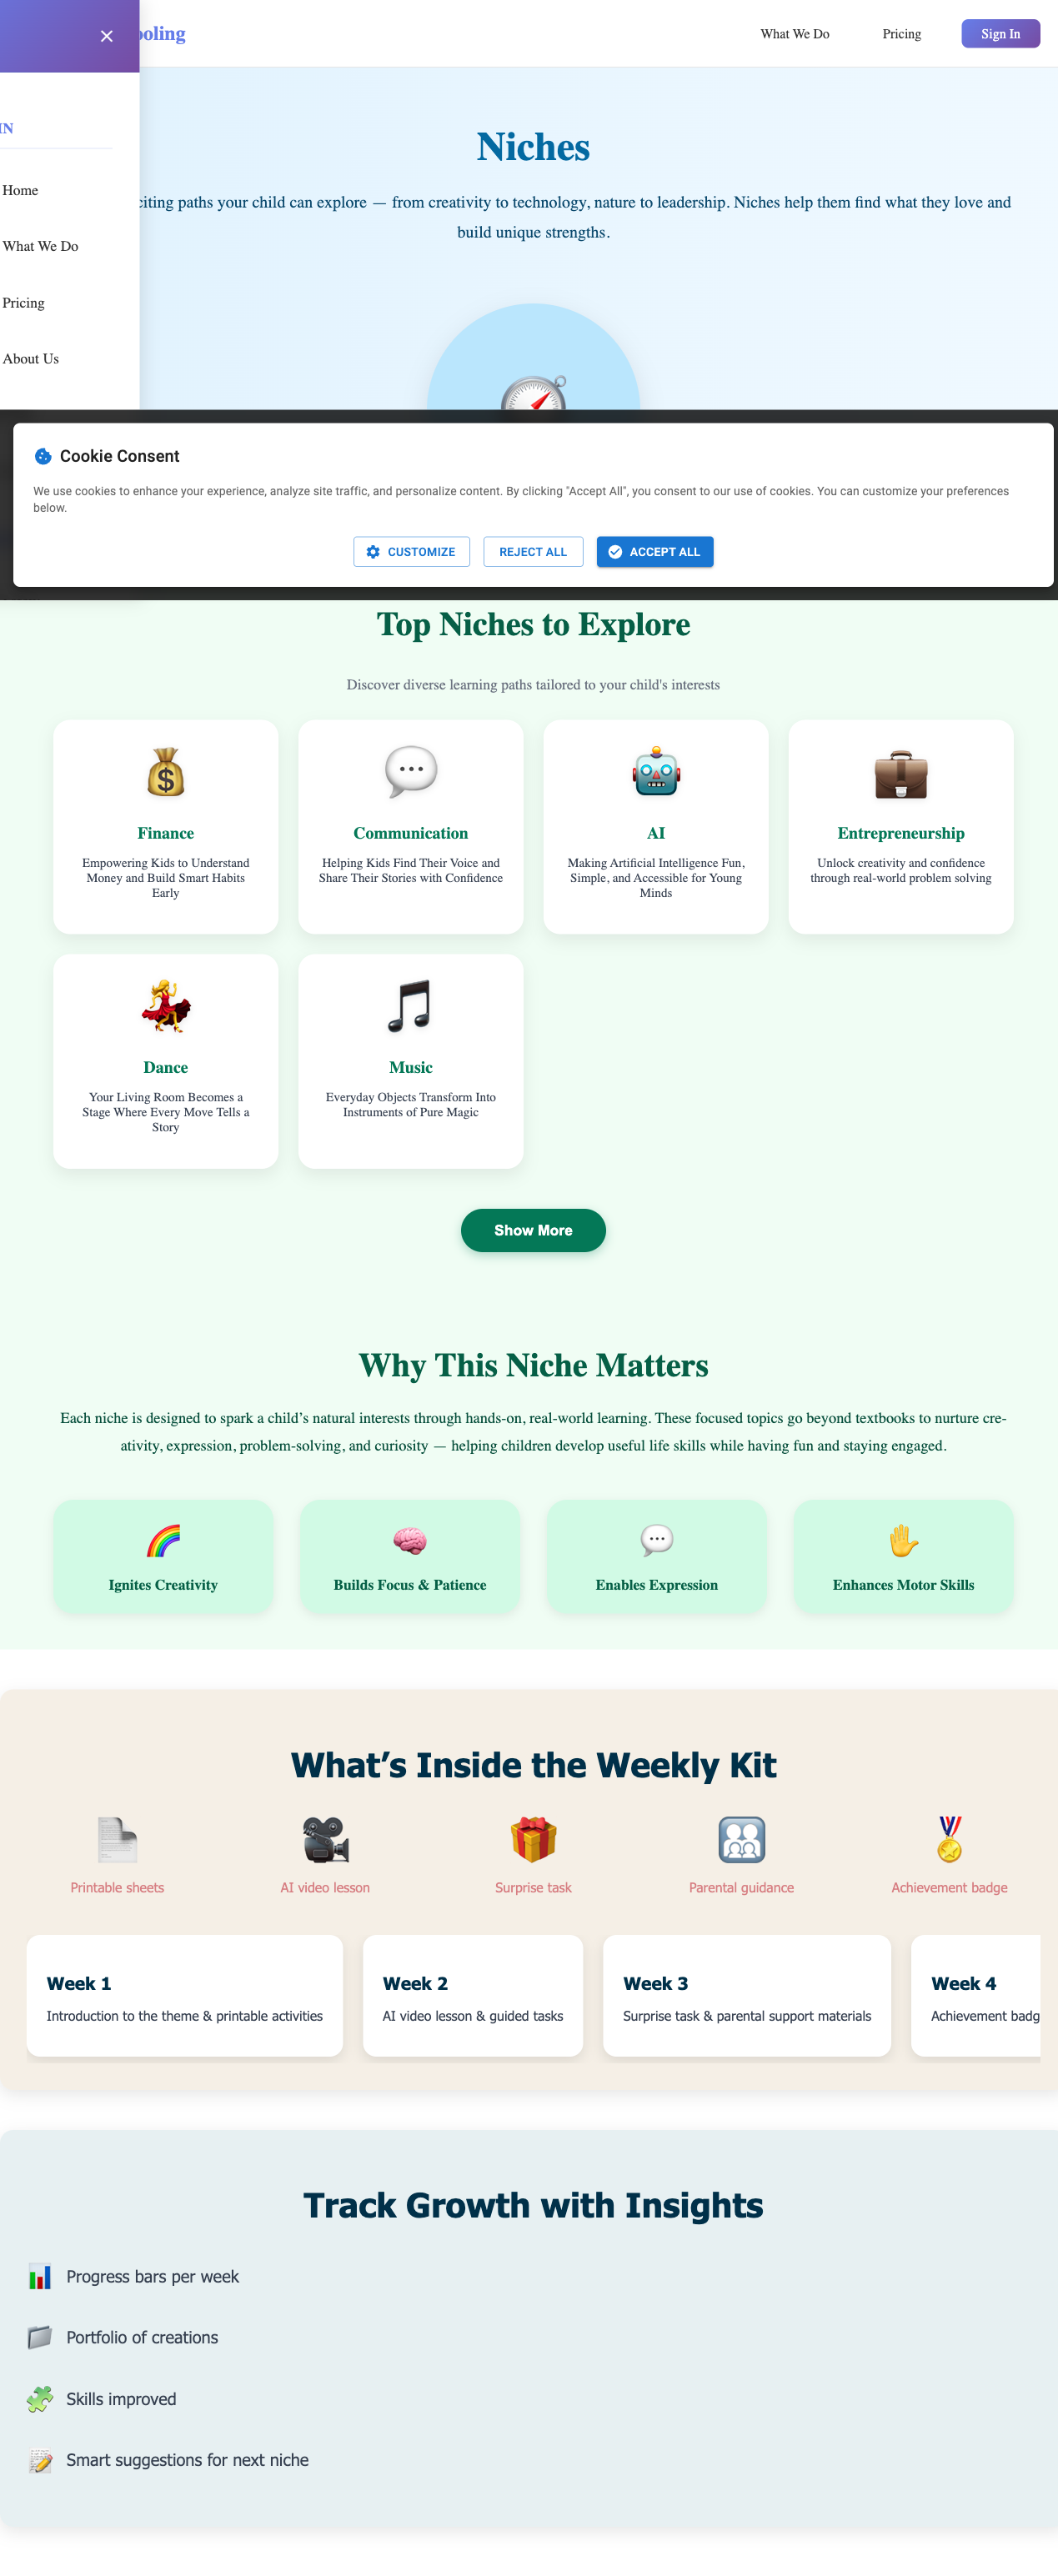 What We Do
Pricing
Sign In
Home
What We Do
Pricing
About Us
Niches
paths your child can explore — from creativity to technology, nature to leadership. Niches help them find what they love and
build unique strengths.
Cookie Consent
We use cookies to enhance your experience, analyze site traffic, and personalize content. By clicking "Accept All", you consent to our use of cookies. You can customize your preferences
below.
CUSTOMIZE
REJECT ALL
ACCEPT ALL
Top Niches to Explore
Discover diverse learning paths tailored to your child's interests
Finance
Empowering Kids to Understand
Money and Build Smart Habits
Early
Communication
Helping Kids Find Their Voice and
Share Their Stories with Confidence
AI
Making Artificial Intelligence Fun,
Simple, and Accessible for Young
Minds
Entrepreneurship
Unlock creativity and confidence
through real-world problem solving
Dance
Your Living Room Becomes a
Stage Where Every Move Tells a
Story
Music
Everyday Objects Transform Into
Instruments of Pure Magic
Show More
Why This Niche Matters
Each niche is designed to spark a child’s natural interests through hands-on, real-world learning. These focused topics go beyond textbooks to nurture cre-
ativity, expression, problem-solving, and curiosity — helping children develop useful life skills while having fun and staying engaged.
Ignites Creativity
Builds Focus & Patience
Enables Expression
Enhances Motor Skills
What’s Inside the Weekly Kit
Printable sheets
AI video lesson
Surprise task
Parental guidance
Achievement badge
Week 1
Introduction to the theme & printable activities
Week 2
AI video lesson & guided tasks
Week 3
Surprise task & parental support materials
Week 4
Achievement
Track Growth with Insights
Progress bars per week
Portfolio of creations
Skills improved
Smart suggestions for next niche